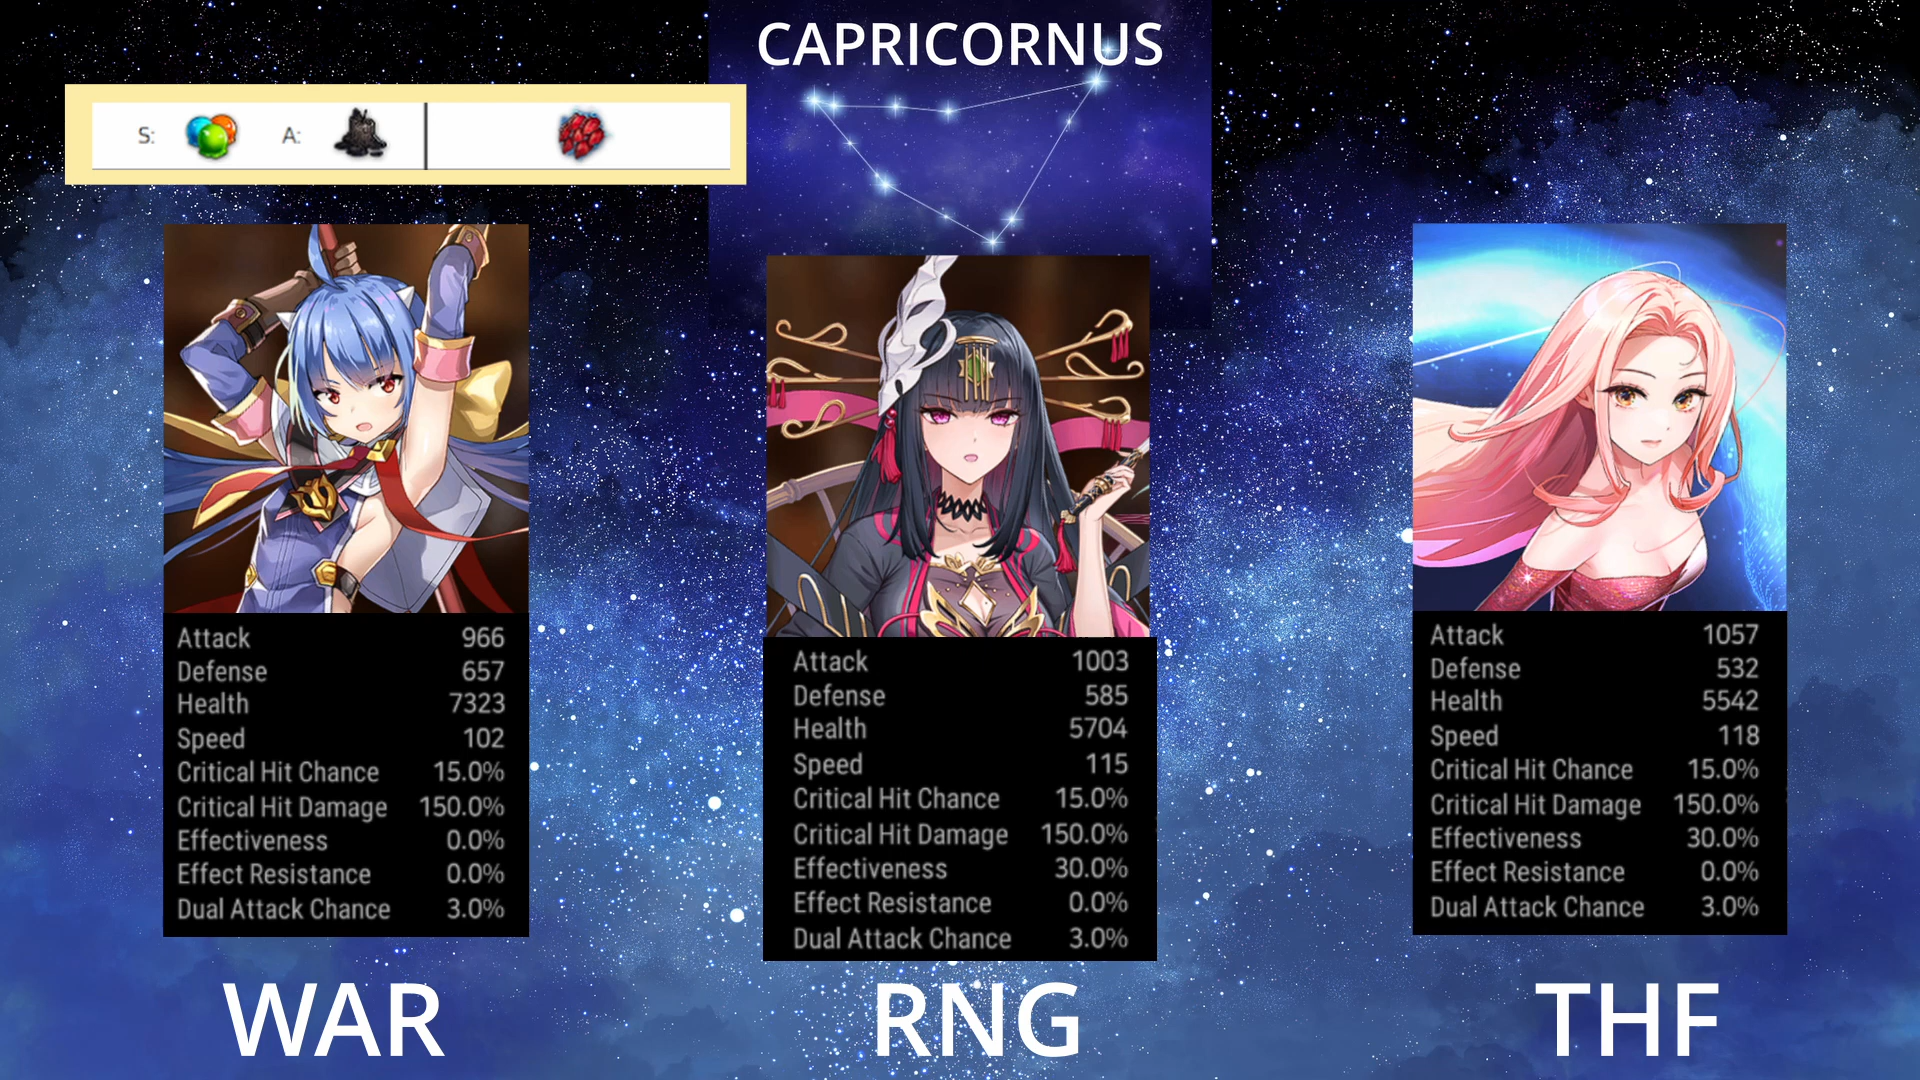 CAPRICORNUS
S: A:
Attack 966
Defense 657
Health 7323
Speed 102
Critical Hit Chance 15.0%
Critical Hit Damage 150.0%
Effectiveness 0.0%
Effect Resistance 0.0%
Dual Attack Chance 3.0%
WAR
Attack 1003
Defense 585
Health 5704
Speed 115
Critical Hit Chance 15.0%
Critical Hit Damage 150.0%
Effectiveness 30.0%
Effect Resistance 0.0%
Dual Attack Chance 3.0%
RNG
Attack 1057
Defense 532
Health 5542
Speed 118
Critical Hit Chance 15.0%
Critical Hit Damage 150.0%
Effectiveness 30.0%
Effect Resistance 0.0%
Dual Attack Chance 3.0%
THF